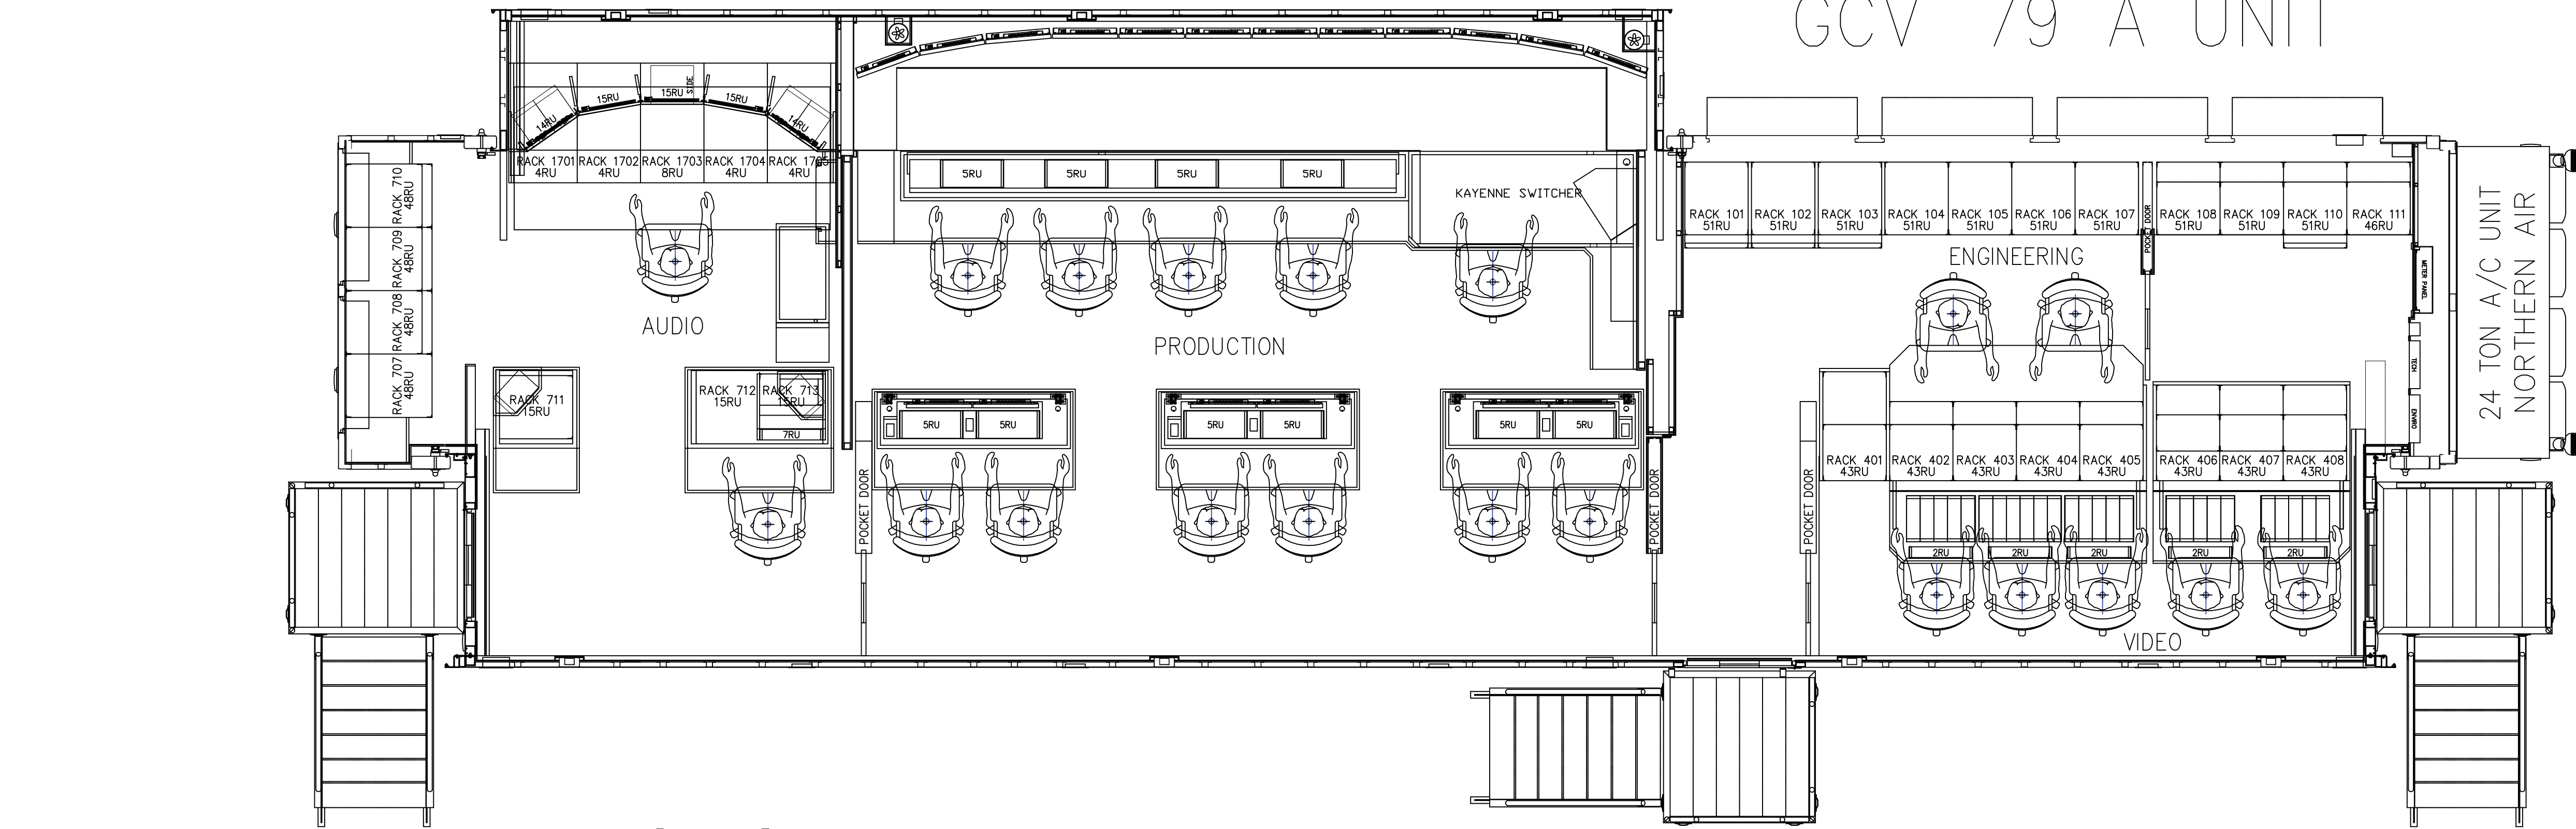 GCV 79 A UNIT
SIDE
14RU
15RU
15RU
15RU
14RU
RACK 1701
4RU
RACK 1702
4RU
RACK 1703
8RU
RACK 1704
4RU
RACK 1705
4RU
RACK 710
48RU
RACK 709
48RU
RACK 708
48RU
RACK 707
48RU
AUDIO
RACK 711
15RU
RACK 712
15RU
RACK 713
15RU
7RU
5RU
5RU
5RU
5RU
KAYENNE SWITCHER
PRODUCTION
5RU
5RU
5RU
5RU
5RU
5RU
POCKET DOOR
POCKET DOOR
POCKET DOOR
RACK 101
51RU
RACK 102
51RU
RACK 103
51RU
RACK 104
51RU
RACK 105
51RU
RACK 106
51RU
RACK 107
51RU
POCKET DOOR
RACK 108
51RU
RACK 109
51RU
RACK 110
51RU
RACK 111
46RU
ENGINEERING
METER PANEL
TECH
ENVIRO
24 TON A/C UNIT
NORTHERN AIR
RACK 401
43RU
RACK 402
43RU
RACK 403
43RU
RACK 404
43RU
RACK 405
43RU
RACK 406
43RU
RACK 407
43RU
RACK 408
43RU
2RU
2RU
2RU
2RU
2RU
VIDEO